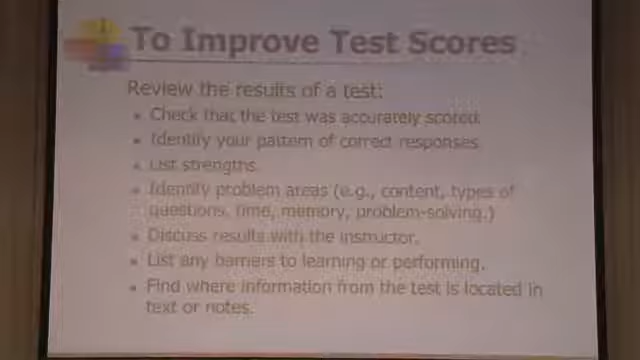 To Improve Test Scores
Review the results of a test:
Check that the test was accurately scored.
Identify your pattern of correct responses.
List strengths.
Identify problem areas (e.g., content, types of
questions, time, memory, problem-solving.)
Discuss results with the instructor.
List any barriers to learning or performing.
Find where information from the test is located in
text or notes.